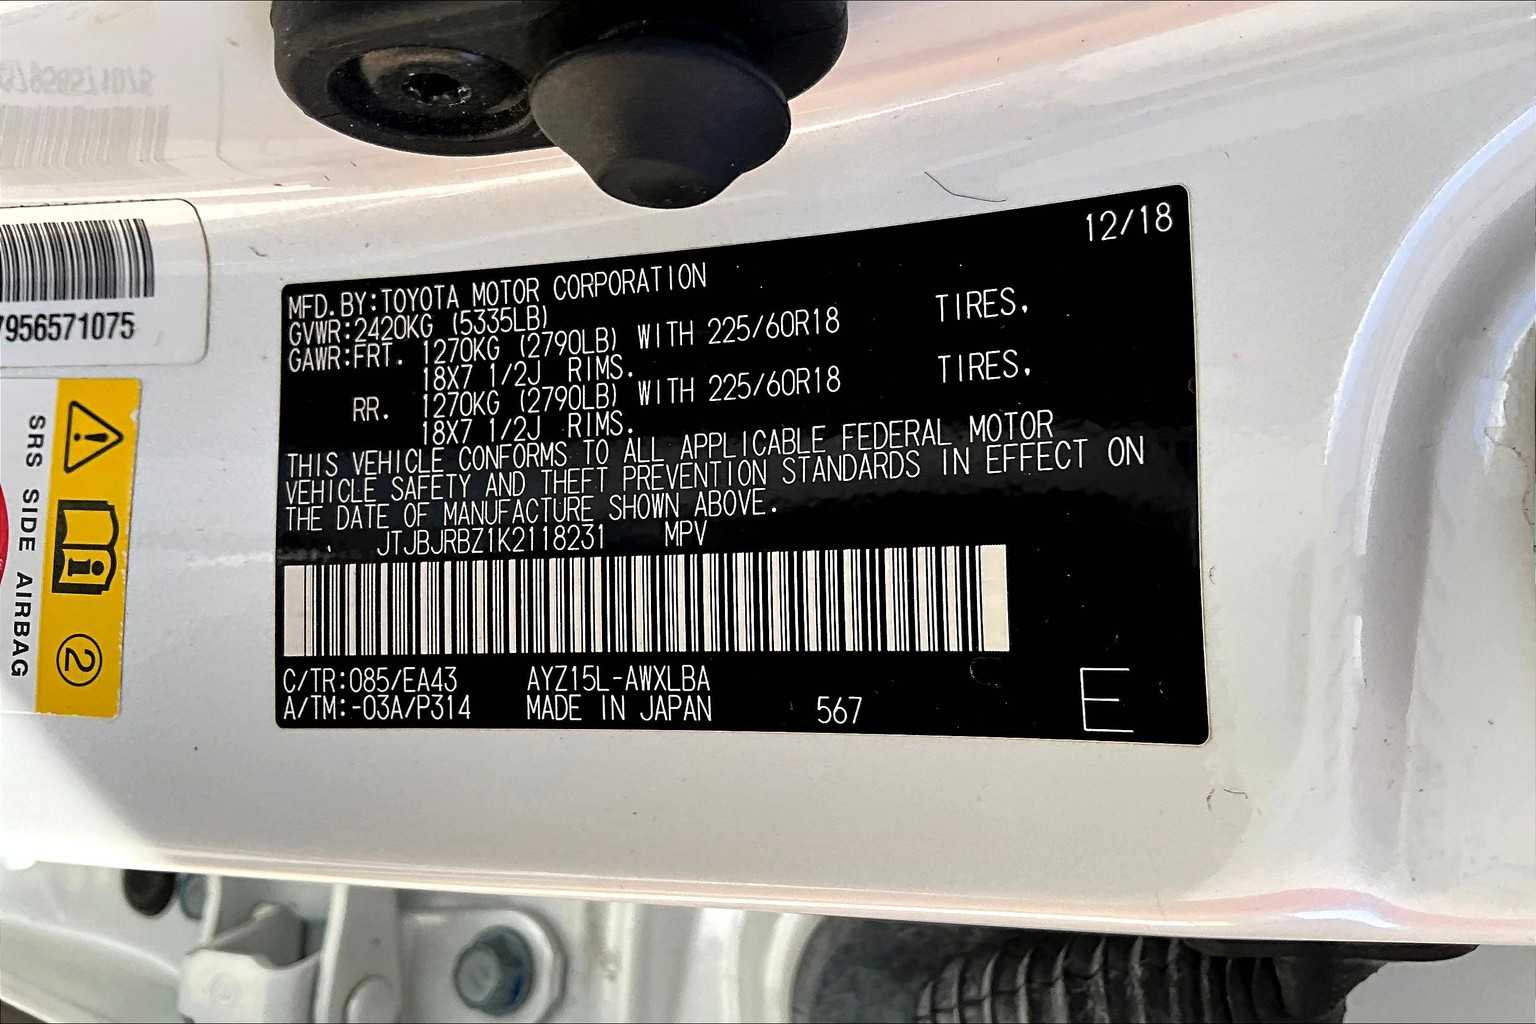 12/18
MFD. BY:TOYOTA MOTOR CORPORATION
GVWR:2420KG (5335LB)
GAWR:FRT. 1270KG (2790LB) WITH 225/60R18 TIRES,
18X7 1/2J RIMS.
RR. 1270KG (2790LB) WITH 225/60R18 TIRES,
18X7 1/2J RIMS.
THIS VEHICLE CONFORMS TO ALL APPLICABLE FEDERAL MOTOR
VEHICLE SAFETY AND THEFT PREVENTION STANDARDS IN EFFECT ON
THE DATE OF MANUFACTURE SHOWN ABOVE.
JTJBJRBZ1K2118231 MPV
C/TR:085/EA43 AYZ15L-AWXLBA
A/TM:-03A/P314 MADE IN JAPAN 567
E
7956571075
SRS SIDE AIRBAG
2